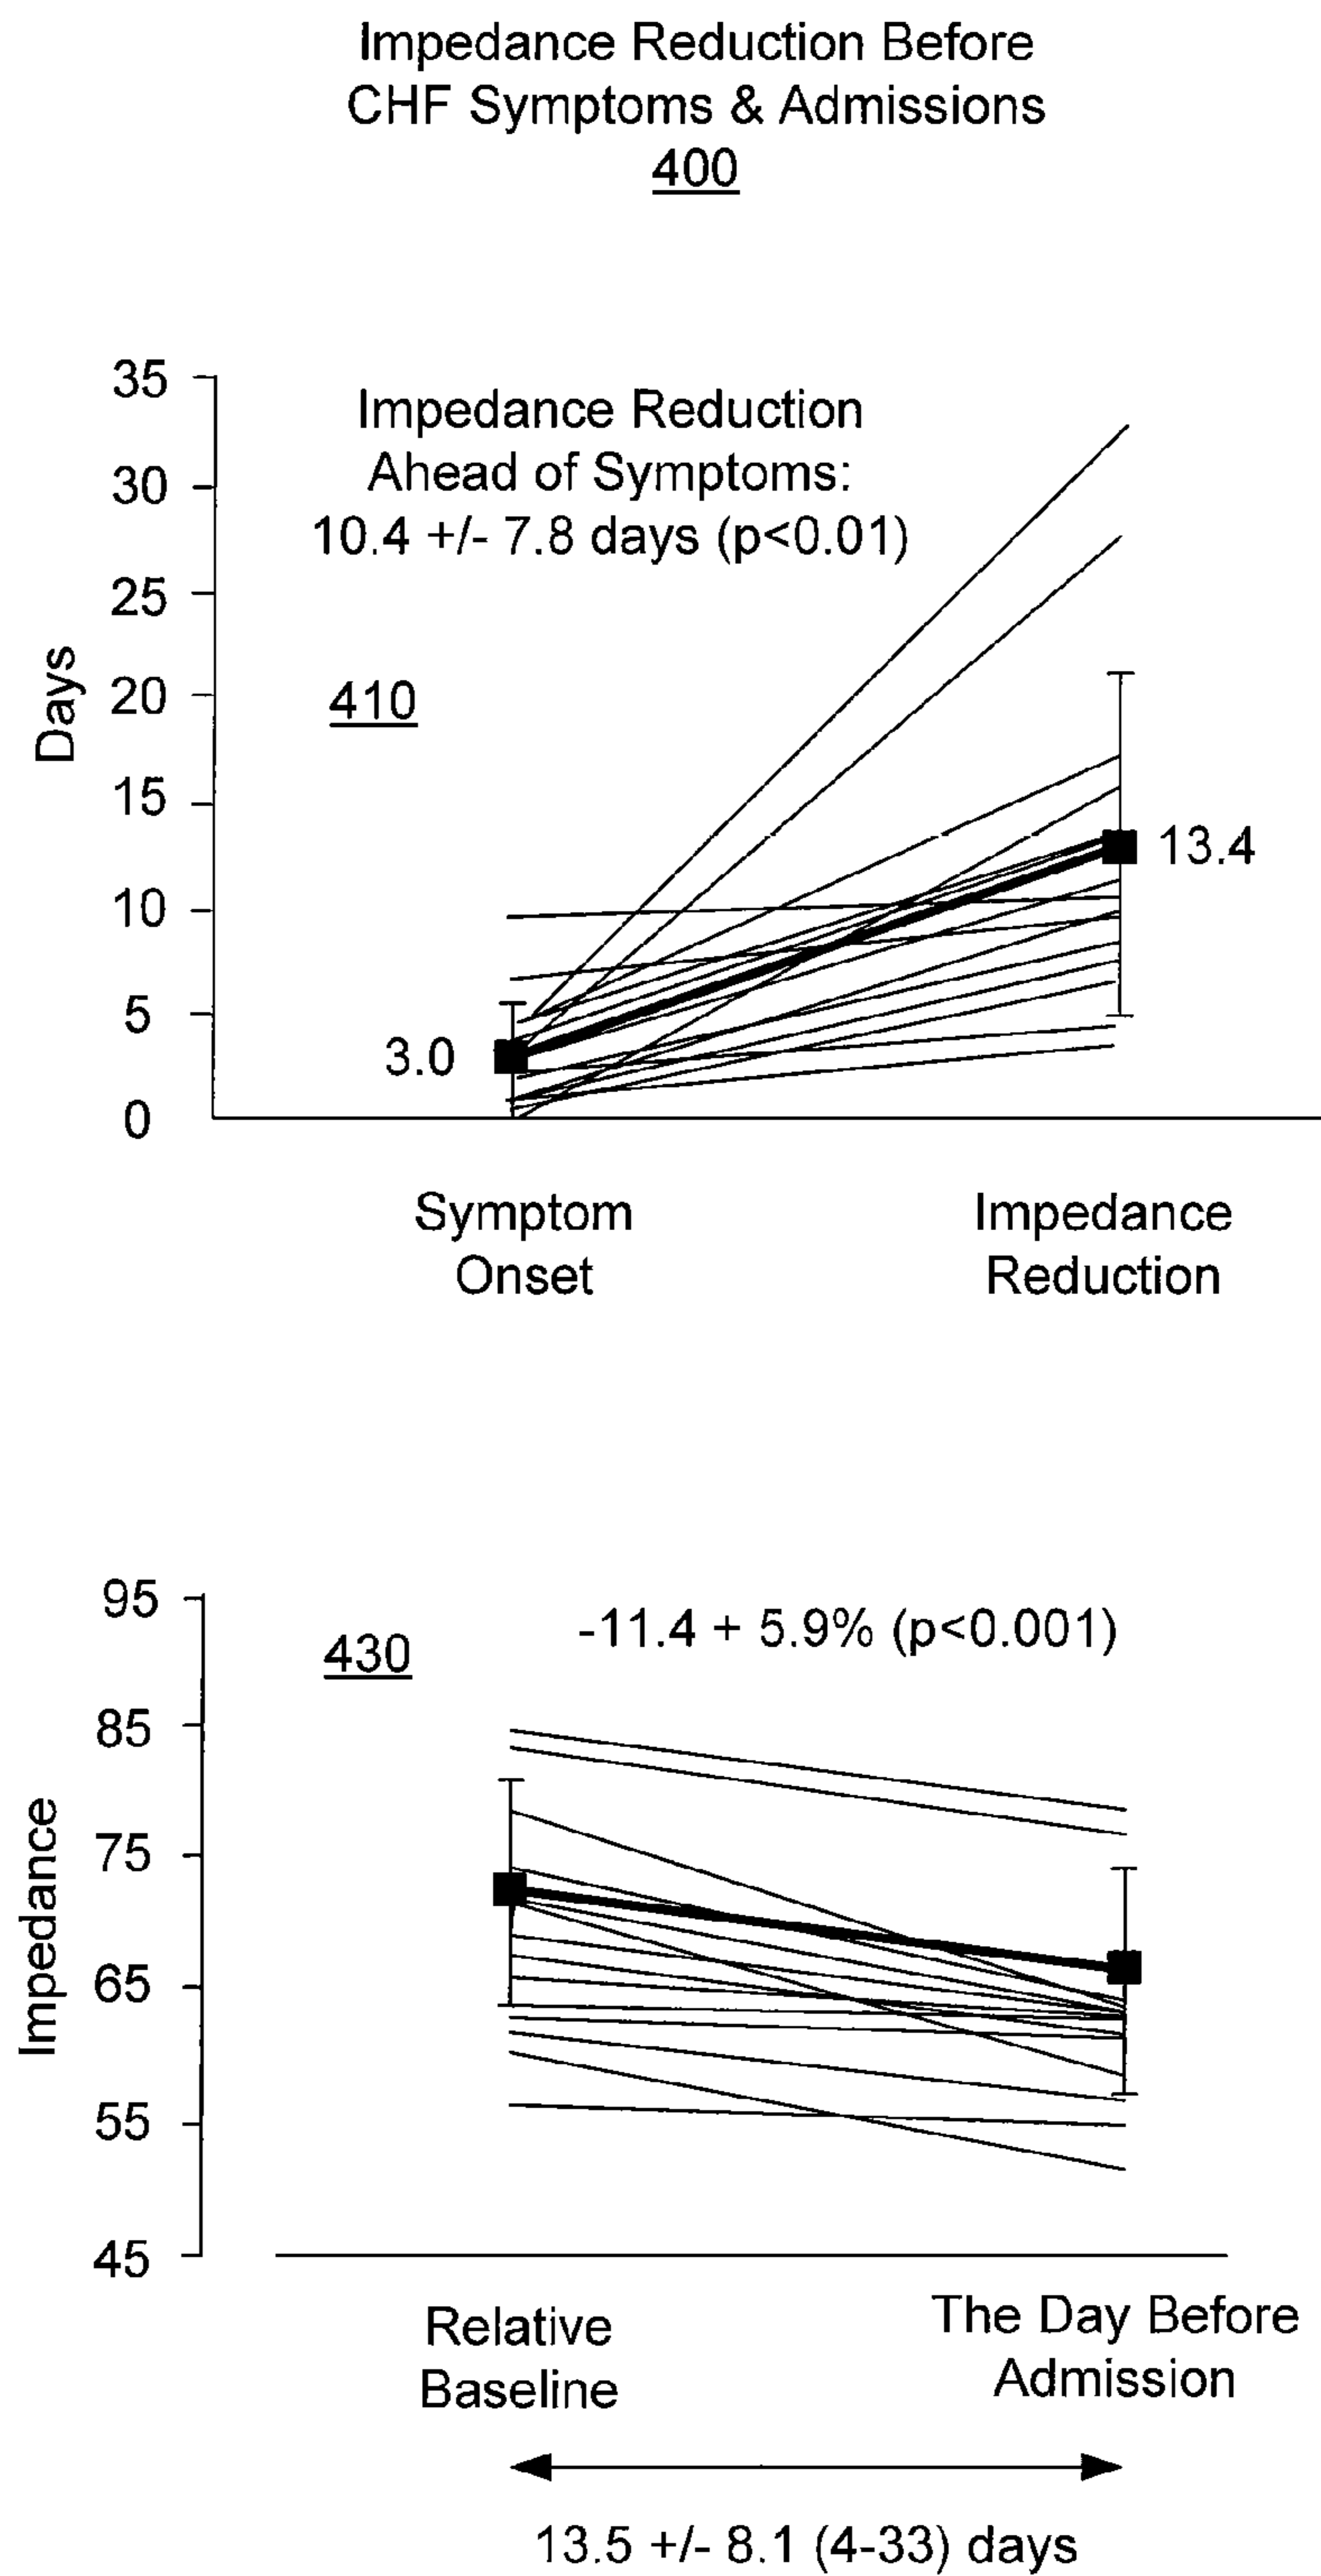 Impedance Reduction Before
CHF Symptoms & Admissions
400
35
30
25
20
15
10
5
0
Days
Impedance Reduction
Ahead of Symptoms:
10.4 +/- 7.8 days (p<0.01)
410
13.4
3.0
Symptom
Onset
Impedance
Reduction
95
85
75
65
55
45
Impedance
430
-11.4 + 5.9% (p<0.001)
Relative
Baseline
The Day Before
Admission
13.5 +/- 8.1 (4-33) days